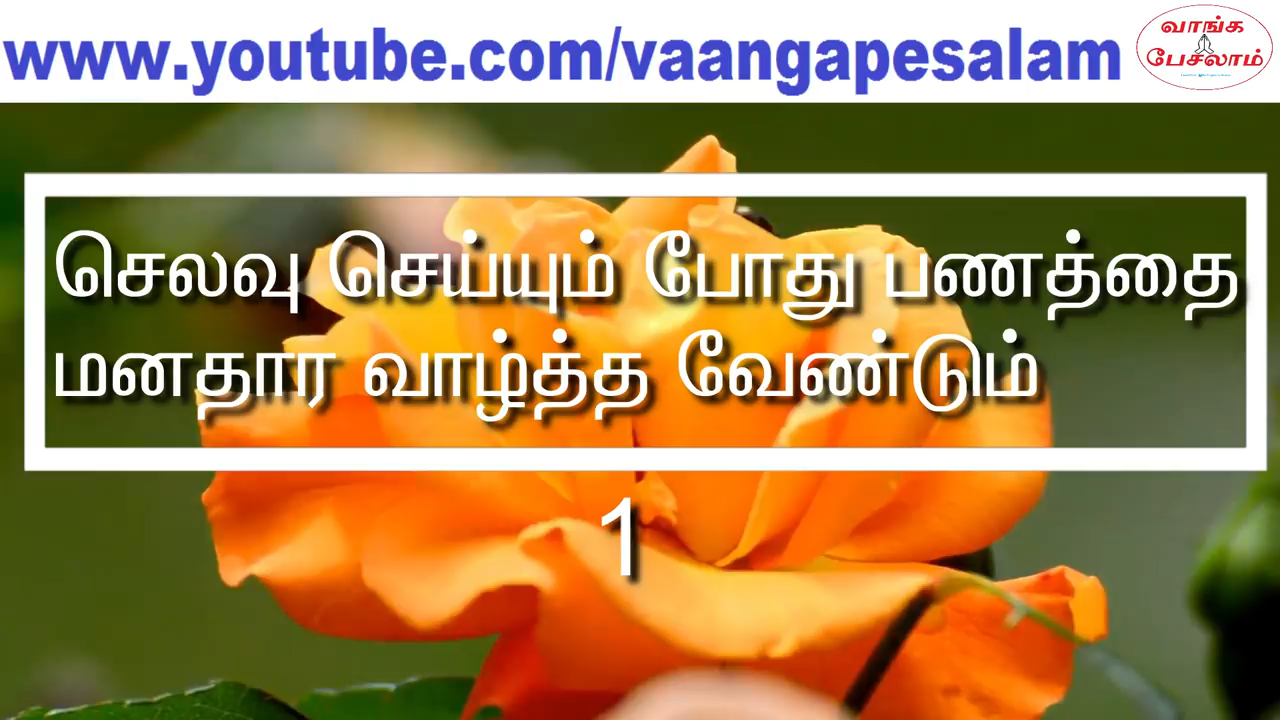 www.youtube.com/vaangapesalam
வாங்க
பேசலாம்
செலவு செய்யும் போது பணத்தை
மனதார வாழ்த்த வேண்டும்
1